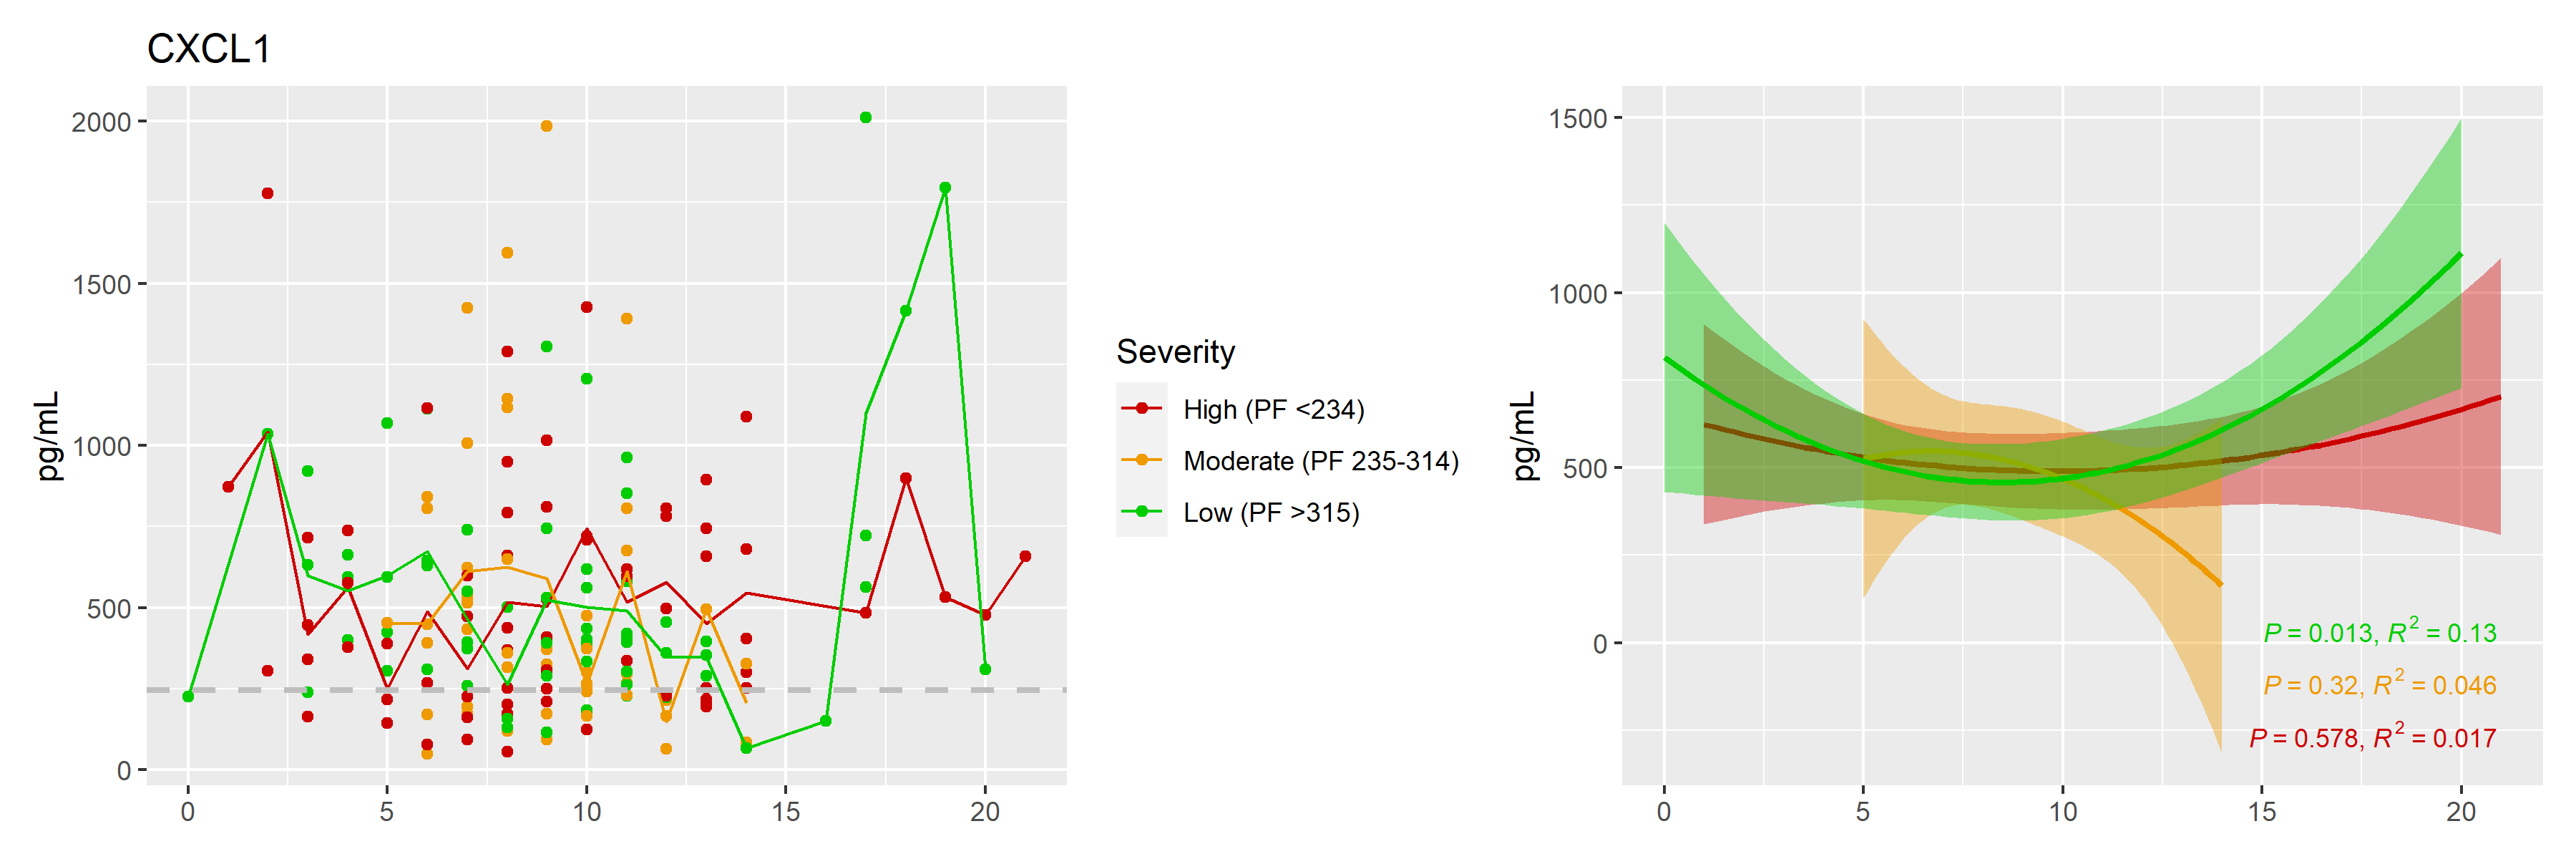 CXCL1
2000
1500
1000
500
0
pg/mL
0 5 10 15 20
Severity
High (PF <234)
Moderate (PF 235-314)
Low (PF >315)
1500
1000
500
0
pg/mL
P = 0.013, R² = 0.13
P = 0.32, R² = 0.046
P = 0.578, R² = 0.017
0 5 10 15 20